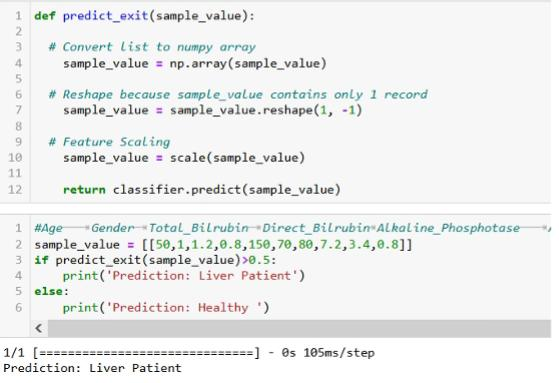 1 def predict_exit(sample_value):
2
3 # Convert list to numpy array
4 sample_value = np.array(sample_value)
5
6 # Reshape because sample_value contains only 1 record
7 sample_value = sample_value.reshape(1, -1)
8
9 # Feature Scaling
10 sample_value = scale(sample_value)
11
12 return classifier.predict(sample_value)
1 #Age Gender Total_Bilrubin Direct_Bilrubin Alkaline_Phosphotase
2 sample_value = [[50,1,1.2,0.8,150,70,80,7.2,3.4,0.8]]
3 if predict_exit(sample_value)>0.5:
4 print('Prediction: Liver Patient')
5 else:
6 print('Prediction: Healthy ')
1/1 [==============================] - 0s 105ms/step
Prediction: Liver Patient